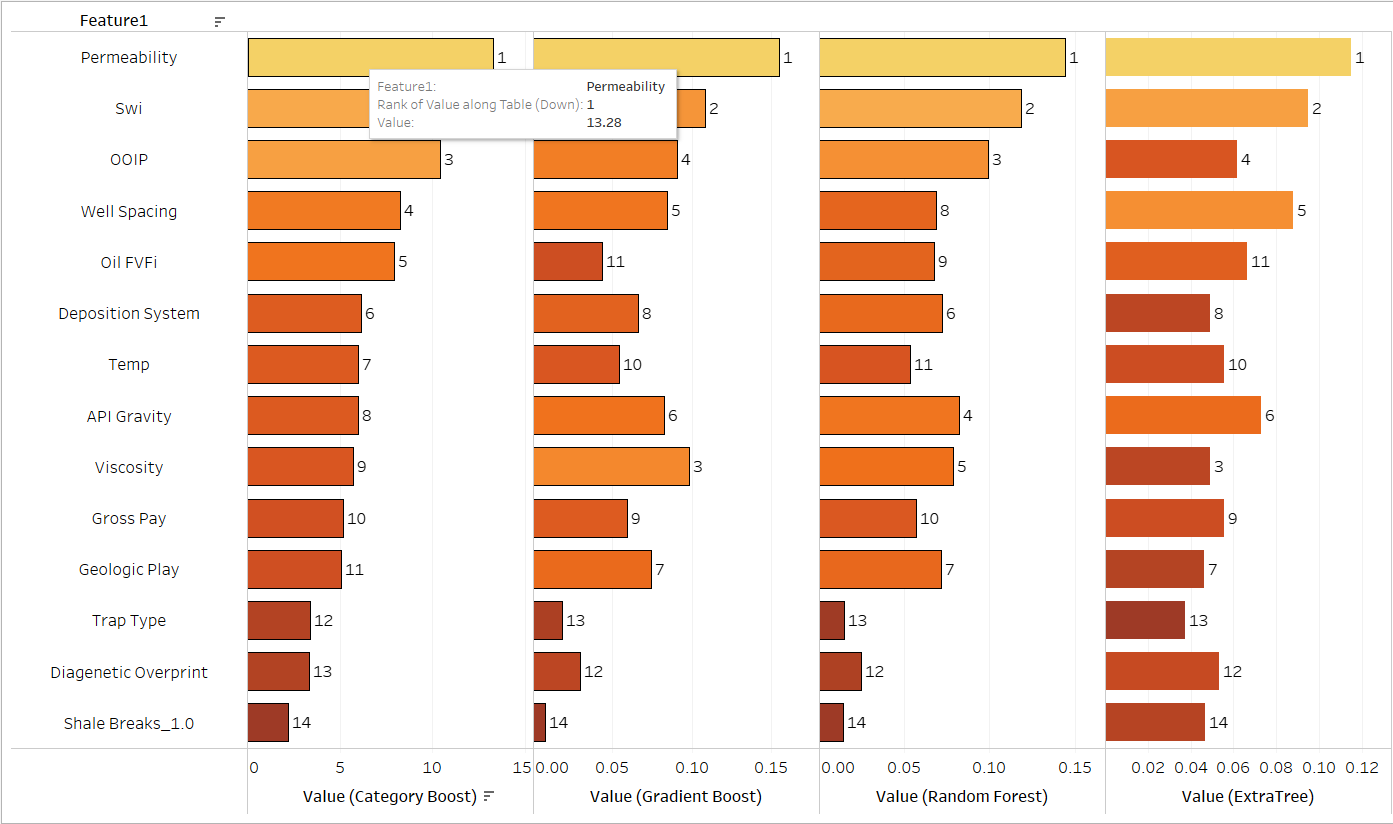 Feature1
Permeability 1 1 1 1
Swi 2 2 2
OOIP 3 4 3 4
Well Spacing 4 5 8 5
Oil FVFi 5 11 9 11
Deposition System 6 8 6 8
Temp 7 10 11 10
API Gravity 8 6 4 6
Viscosity 9 3 5 3
Gross Pay 10 9 10 9
Geologic Play 11 7 7 7
Trap Type 12 13 13 13
Diagenetic Overprint 13 12 12 12
Shale Breaks_1.0 14 14 14 14
Feature1: Permeability
Rank of Value along Table (Down): 1
Value: 13.28
0 5 10 15 0.00 0.05 0.10 0.15 0.00 0.05 0.10 0.15 0.02 0.04 0.06 0.08 0.10 0.12
Value (Category Boost) Value (Gradient Boost) Value (Random Forest) Value (ExtraTree)